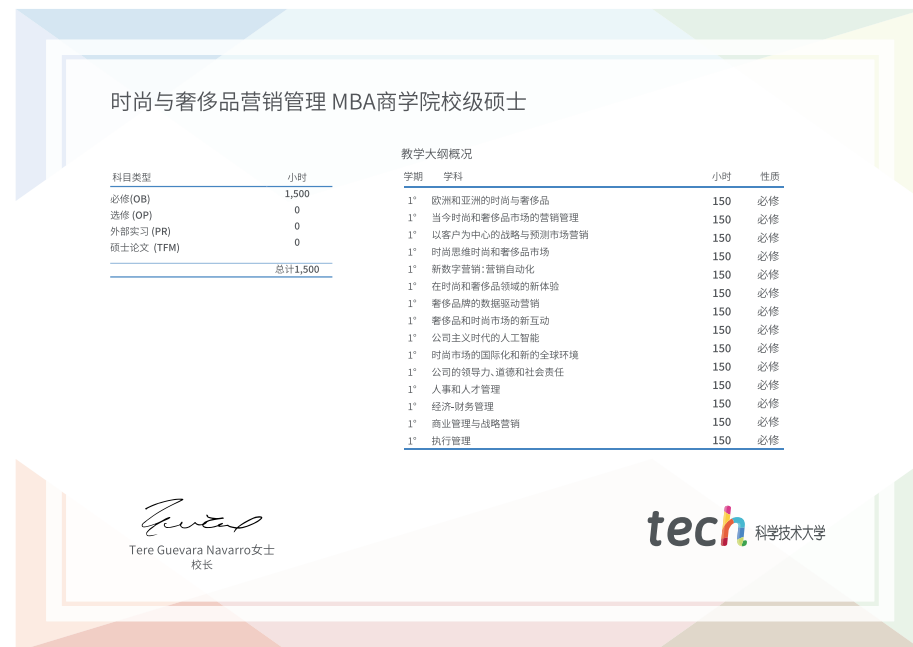 时尚与奢侈品营销管理 MBA商学院校级硕士
科目类型 小时
必修(OB) 1,500
选修 (OP) 0
外部实习 (PR) 0
硕士论文 (TFM) 0
总计1,500
教学大纲概况
学期 学科 小时 性质
1° 欧洲和亚洲的时尚与奢侈品 150 必修
1° 当今时尚和奢侈品市场的营销管理 150 必修
1° 以客户为中心的战略与预测市场营销 150 必修
1° 时尚思维时尚和奢侈品市场 150 必修
1° 新数字营销:营销自动化 150 必修
1° 在时尚和奢侈品领域的新体验 150 必修
1° 奢侈品牌的数据驱动营销 150 必修
1° 奢侈品和时尚市场的新互动 150 必修
1° 公司主义时代的人工智能 150 必修
1° 时尚市场的国际化和新的全球环境 150 必修
1° 公司的领导力、道德和社会责任 150 必修
1° 人事和人才管理 150 必修
1° 经济-财务管理 150 必修
1° 商业管理与战略营销 150 必修
1° 执行管理 150 必修
Tere Guevara Navarro女士
校长
tech 科学技术大学